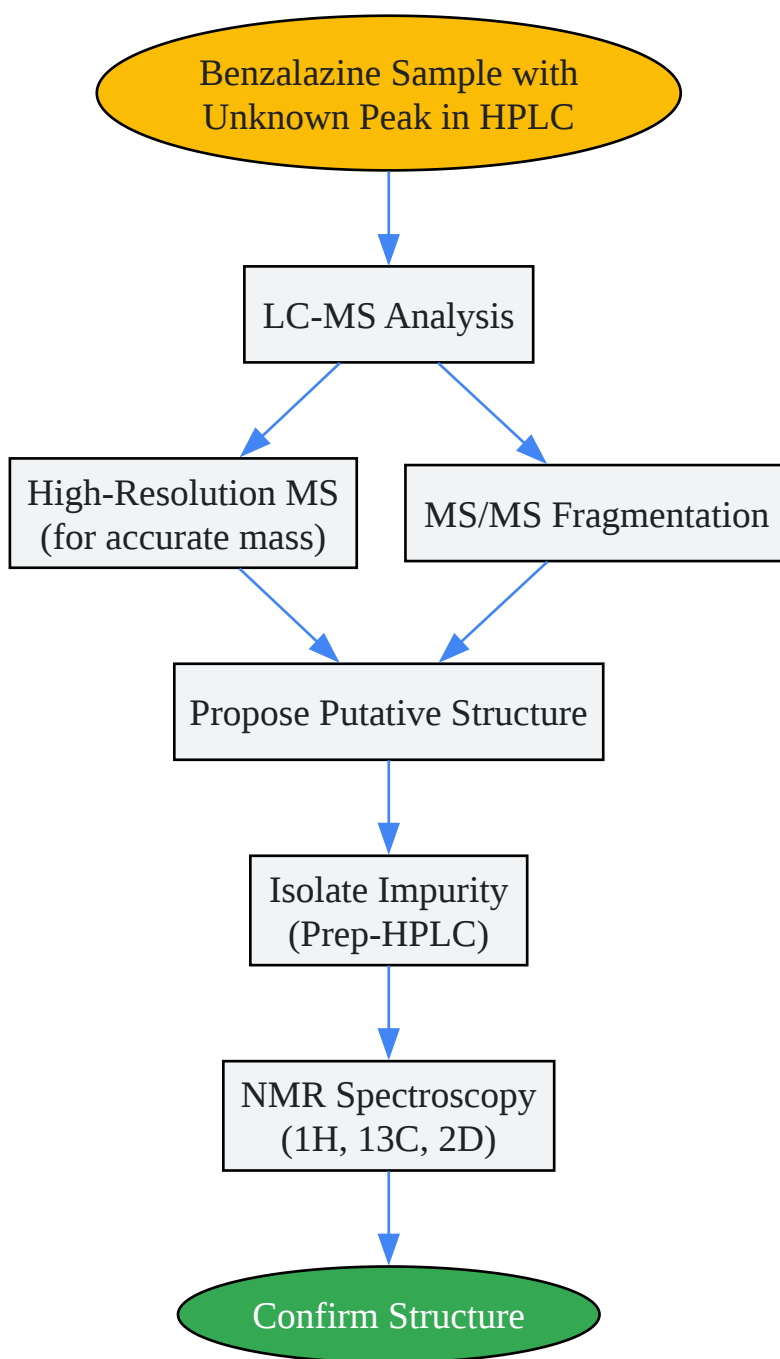 Benzalazine Sample with
Unknown Peak in HPLC
LC-MS Analysis
High-Resolution MS
(for accurate mass)
MS/MS Fragmentation
Propose Putative Structure
Isolate Impurity
(Prep-HPLC)
NMR Spectroscopy
(1H, 13C, 2D)
Confirm Structure